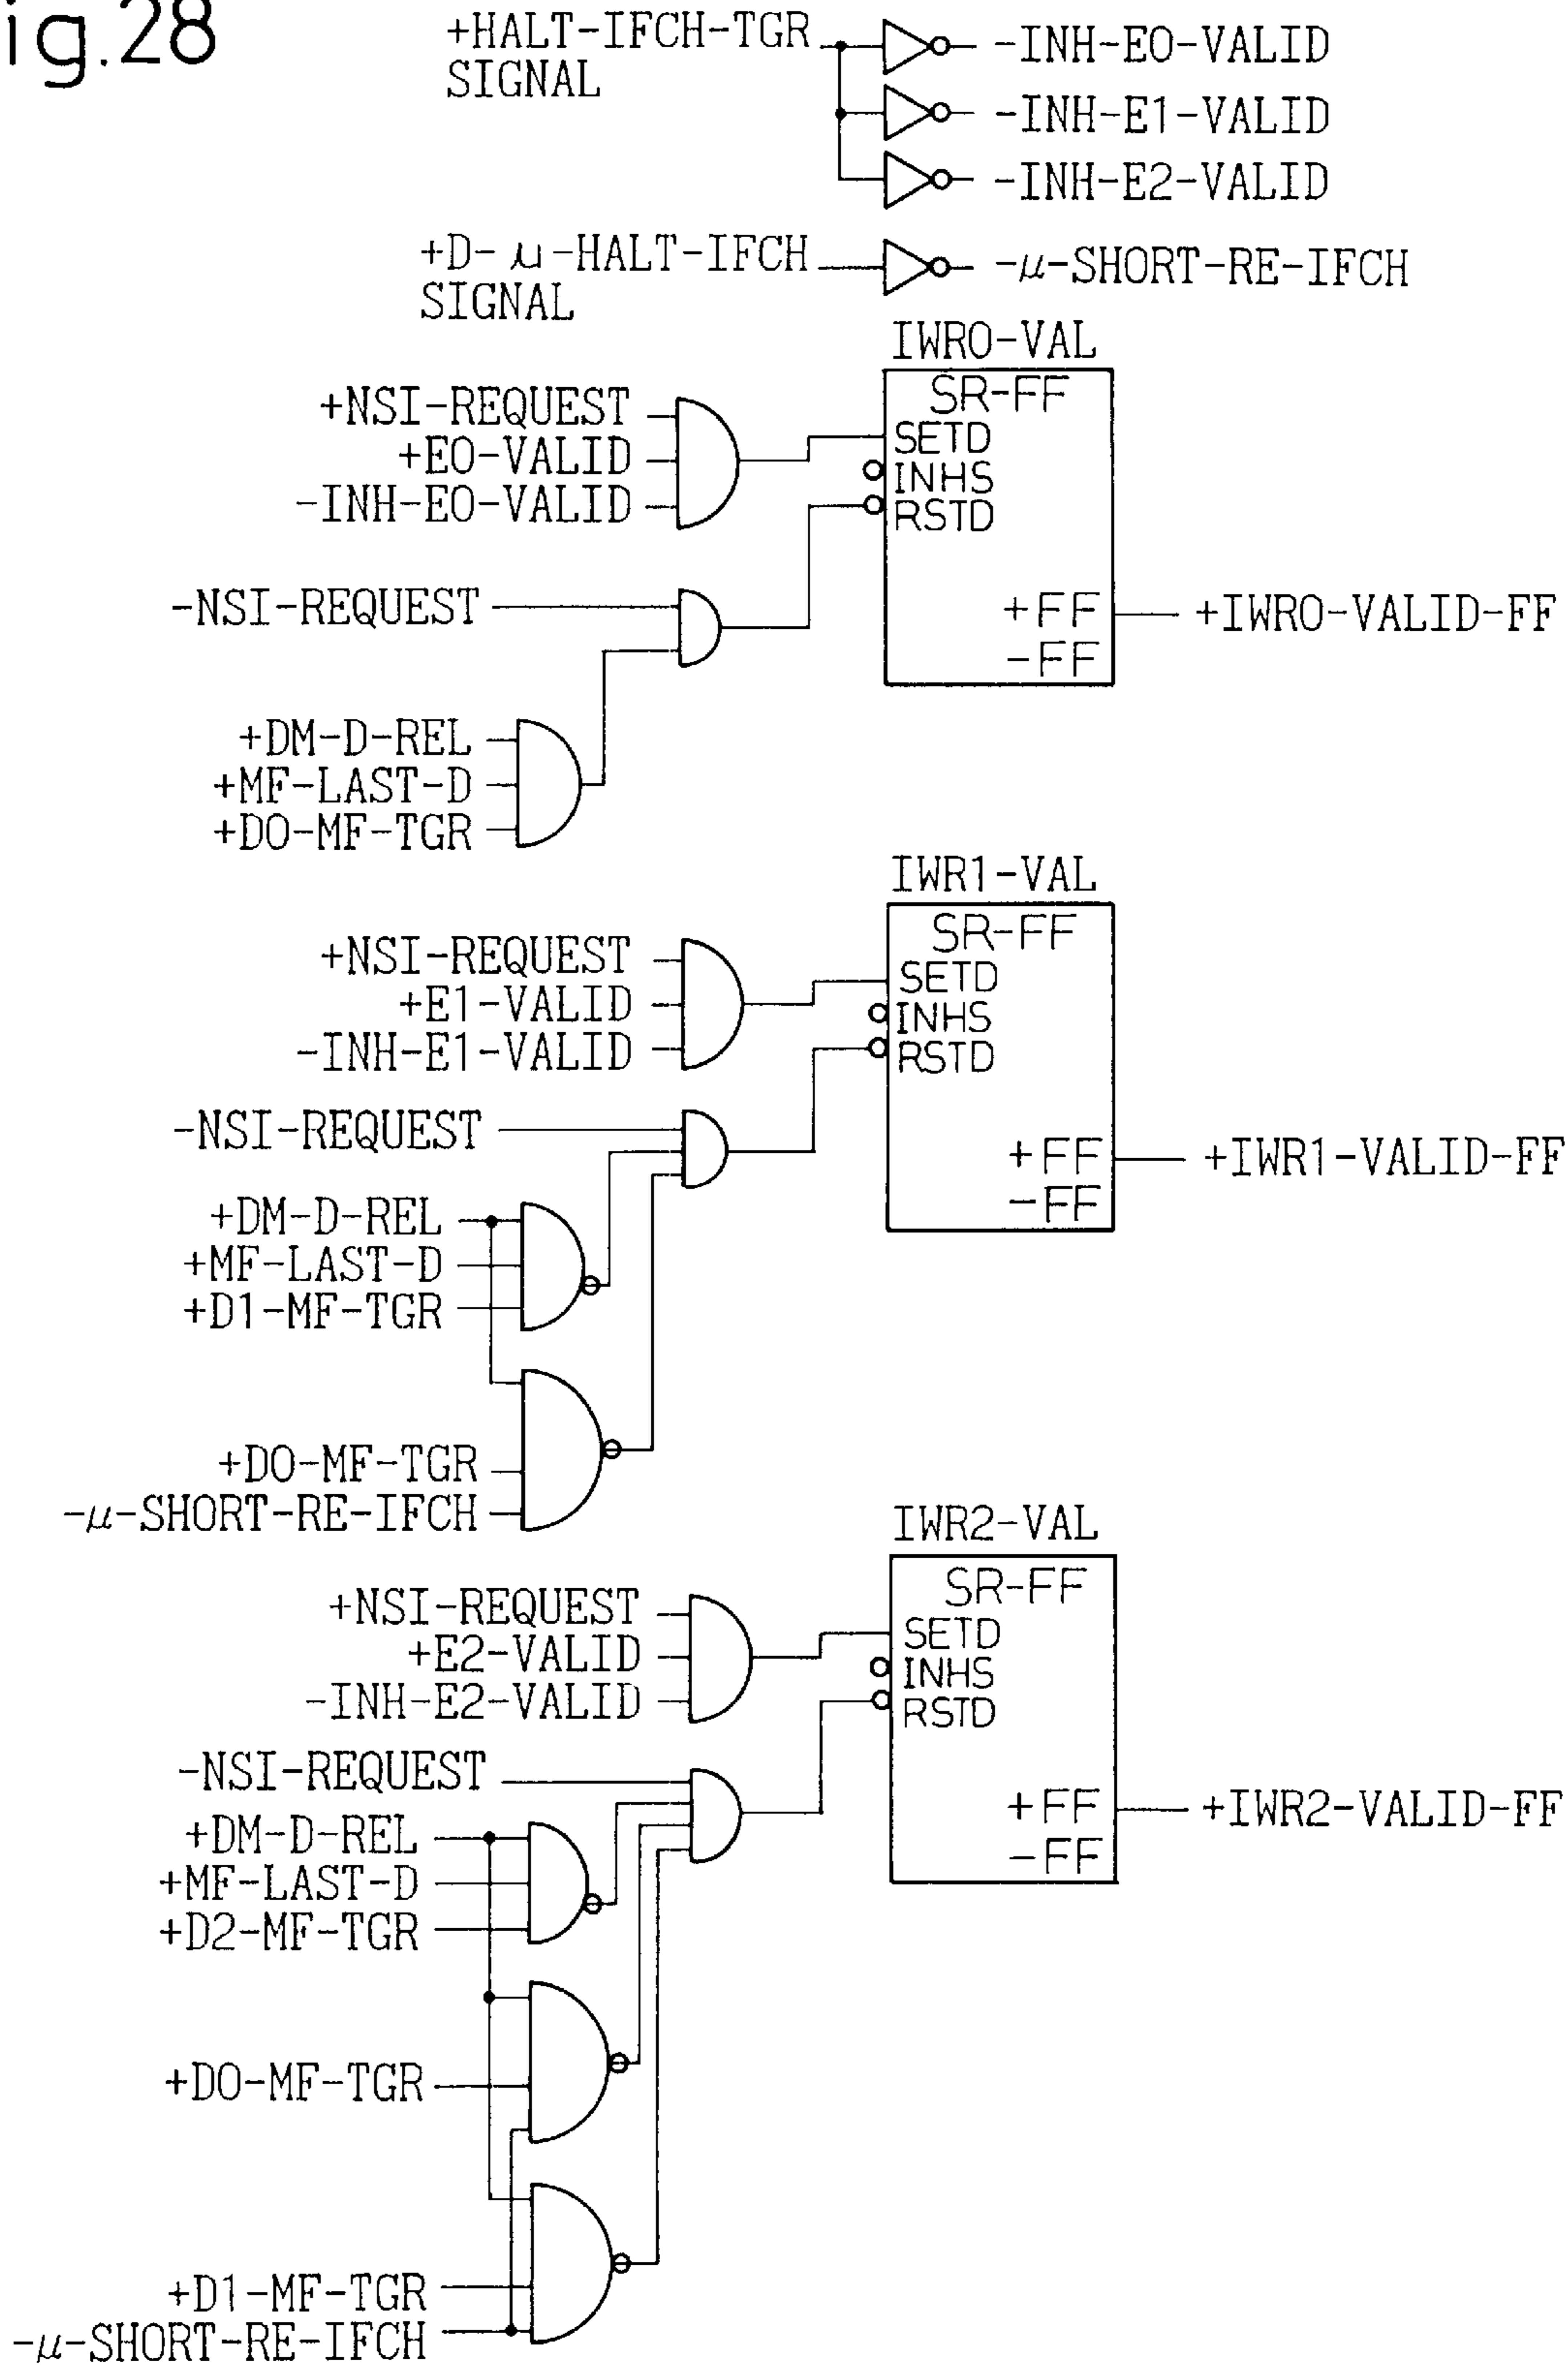 ig.28
+HALT-IFCH-TGR
SIGNAL
-INH-E0-VALID
-INH-E1-VALID
-INH-E2-VALID
+D-μ-HALT-IFCH
SIGNAL
-μ-SHORT-RE-IFCH
IWR0-VAL
SR-FF
+NSI-REQUEST
+E0-VALID
-INH-E0-VALID
SETD
INHS
RSTD
-NSI-REQUEST
+FF
-FF
+IWR0-VALID-FF
+DM-D-REL
+MF-LAST-D
+D0-MF-TGR
IWR1-VAL
SR-FF
+NSI-REQUEST
+E1-VALID
-INH-E1-VALID
SETD
INHS
RSTD
-NSI-REQUEST
+FF
-FF
+IWR1-VALID-FF
+DM-D-REL
+MF-LAST-D
+D1-MF-TGR
+D0-MF-TGR
-μ-SHORT-RE-IFCH
IWR2-VAL
SR-FF
+NSI-REQUEST
+E2-VALID
-INH-E2-VALID
SETD
INHS
RSTD
-NSI-REQUEST
+FF
-FF
+IWR2-VALID-FF
+DM-D-REL
+MF-LAST-D
+D2-MF-TGR
+D0-MF-TGR
+D1-MF-TGR
-μ-SHORT-RE-IFCH